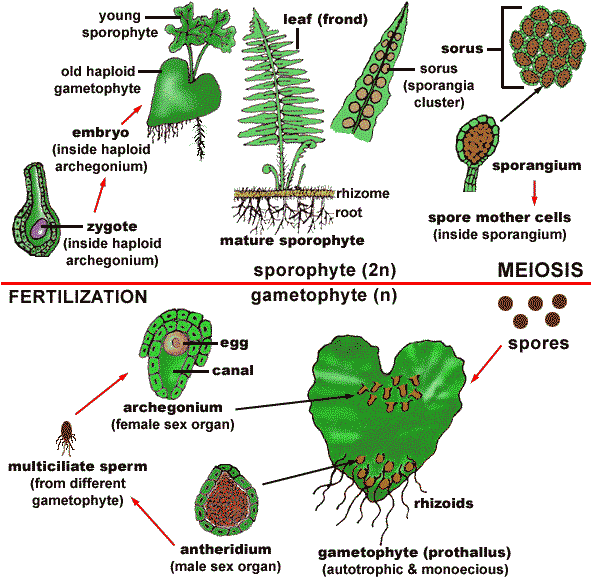 young
sporophyte
old haploid
gametophyte
embryo
(inside haploid
archegonium)
zygote
(inside haploid
archegonium)
leaf (frond)
sorus
(sporangia
cluster)
rhizome
root
mature sporophyte
sorus
sporangium
spore mother cells
(inside sporangium)
sporophyte (2n)
MEIOSIS
FERTILIZATION
gametophyte (n)
spores
egg
canal
archegonium
(female sex organ)
multiciliate sperm
(from different
gametophyte)
antheridium
(male sex organ)
rhizoids
gametophyte (prothallus)
(autotrophic & monoecious)